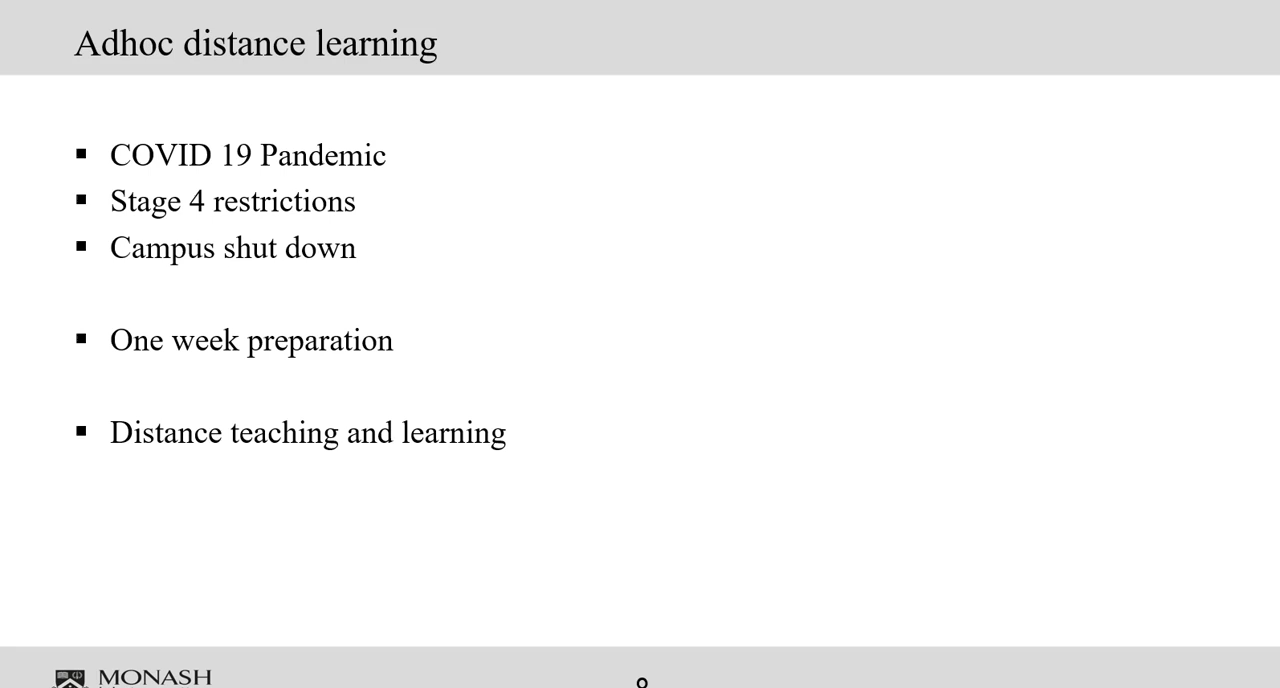 Adhoc distance learning
COVID 19 Pandemic
Stage 4 restrictions
Campus shut down
One week preparation
Distance teaching and learning
MONASH